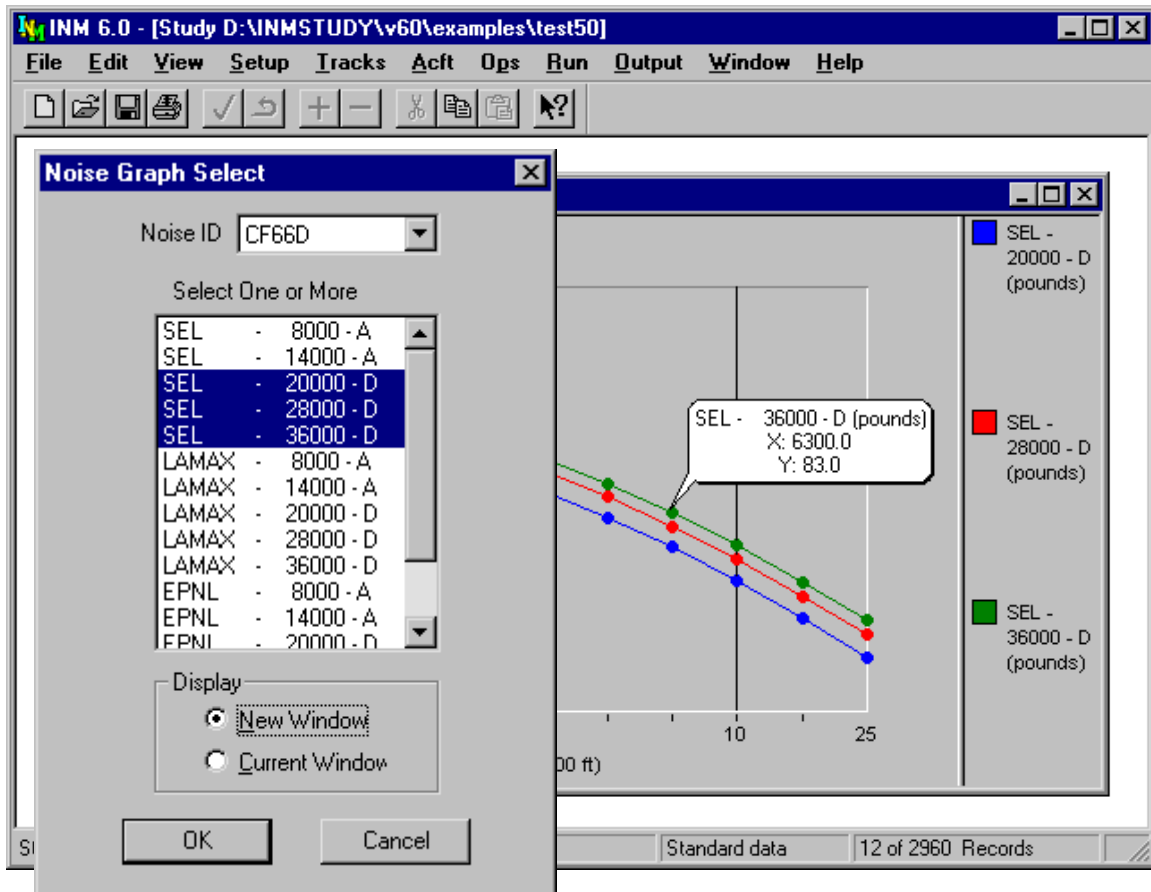 INM 6.0 - [Study D:\INMSTUDY\v60\examples\test50]
File Edit View Setup Tracks Acft Ops Run Output Window Help
Noise Graph Select
Noise ID CF66D
Select One or More
SEL - 8000 - A
SEL - 14000 - A
SEL - 20000 - D
SEL - 28000 - D
SEL - 36000 - D
LAMAX - 8000 - A
LAMAX - 14000 - A
LAMAX - 20000 - D
LAMAX - 28000 - D
LAMAX - 36000 - D
EPNL - 8000 - A
EPNL - 14000 - A
EPNL - 20000 - D
Display
New Window
Current Window
OK Cancel
SEL - 36000 - D (pounds)
X: 6300.0
Y: 83.0
10 25
00 ft)
SEL -
20000 - D
(pounds)
SEL -
28000 - D
(pounds)
SEL -
36000 - D
(pounds)
Standard data 12 of 2960 Records